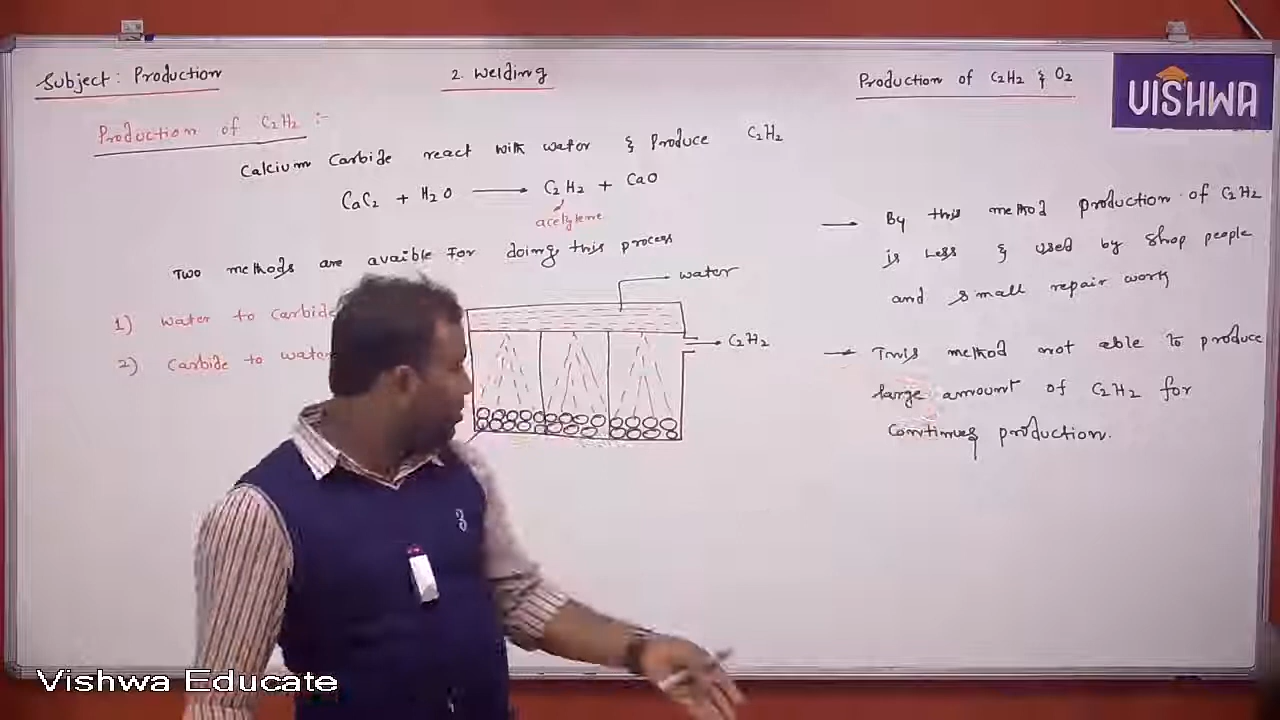 Subject: Production
2. Welding
Production of C2H2 & O2
VISHWA
Production of C2H2 :-
Calcium Carbide react with water & Produce C2H2
CaC2 + H2O → C2H2 + CaO
acetylene
Two methods are avaible For doing this process
1) Water to Carbide
2) Carbide to water
water
C2H2
→ By this method production of C2H2
is Less & used by shop people
and small repair work
→ This method not able to produce
large amount of C2H2 for
production.
Vishwa Educate